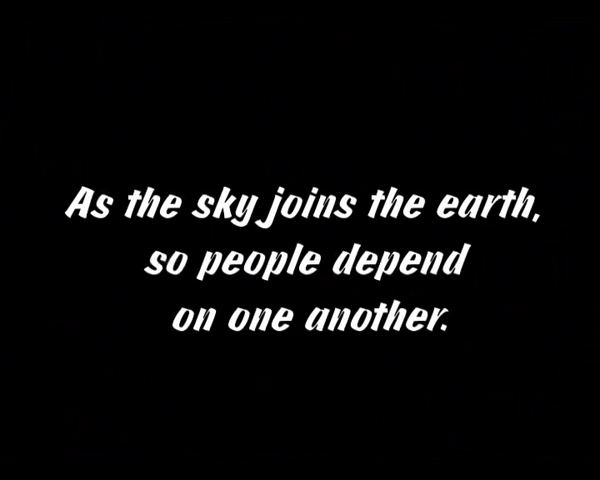 As the sky joins the earth,
so people depend
on one another.